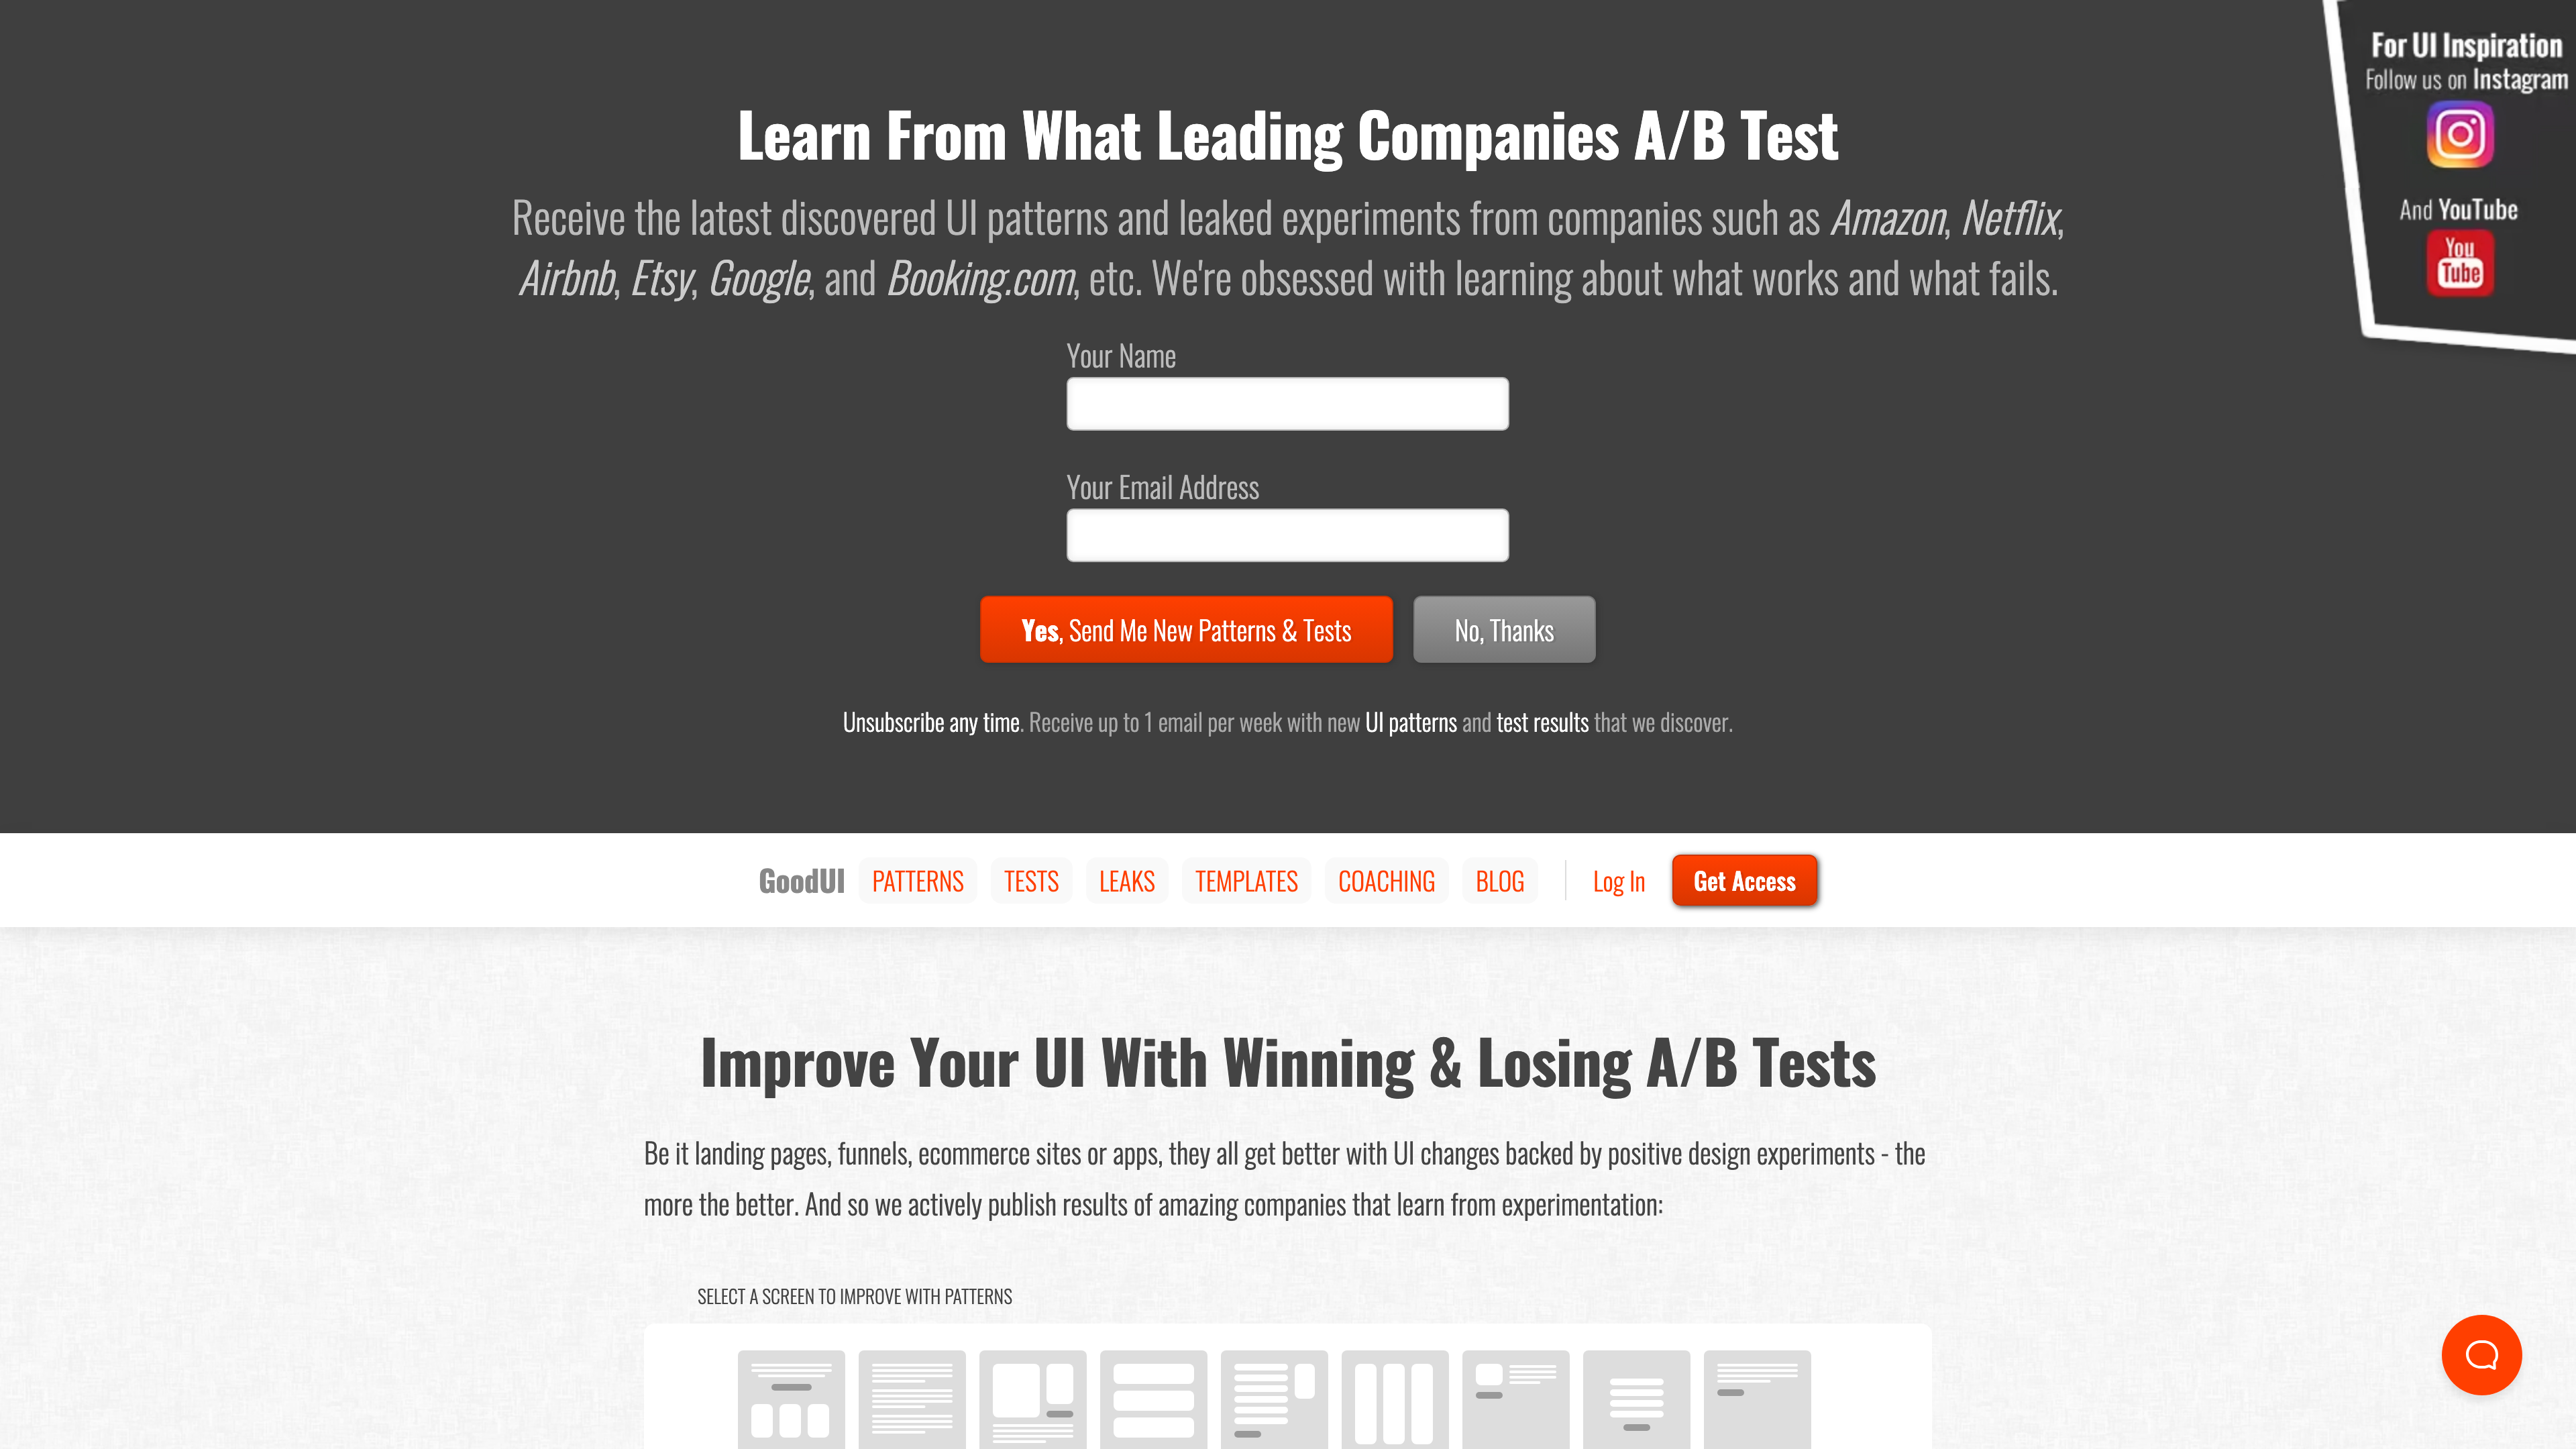 For UI Inspiration
Follow us on Instagram
And YouTube
You
Tube
Learn From What Leading Companies A/B Test
Receive the latest discovered UI patterns and leaked experiments from companies such as Amazon, Netflix,
Airbnb, Etsy, Google, and Booking.com, etc. We're obsessed with learning about what works and what fails.
Your Name
Your Email Address
Yes, Send Me New Patterns & Tests
No, Thanks
Unsubscribe any time. Receive up to 1 email per week with new UI patterns and test results that we discover.
GoodUI PATTERNS TESTS LEAKS TEMPLATES COACHING BLOG Log In Get Access
Improve Your UI With Winning & Losing A/B Tests
Be it landing pages, funnels, ecommerce sites or apps, they all get better with UI changes backed by positive design experiments - the
more the better. And so we actively publish results of amazing companies that learn from experimentation:
SELECT A SCREEN TO IMPROVE WITH PATTERNS